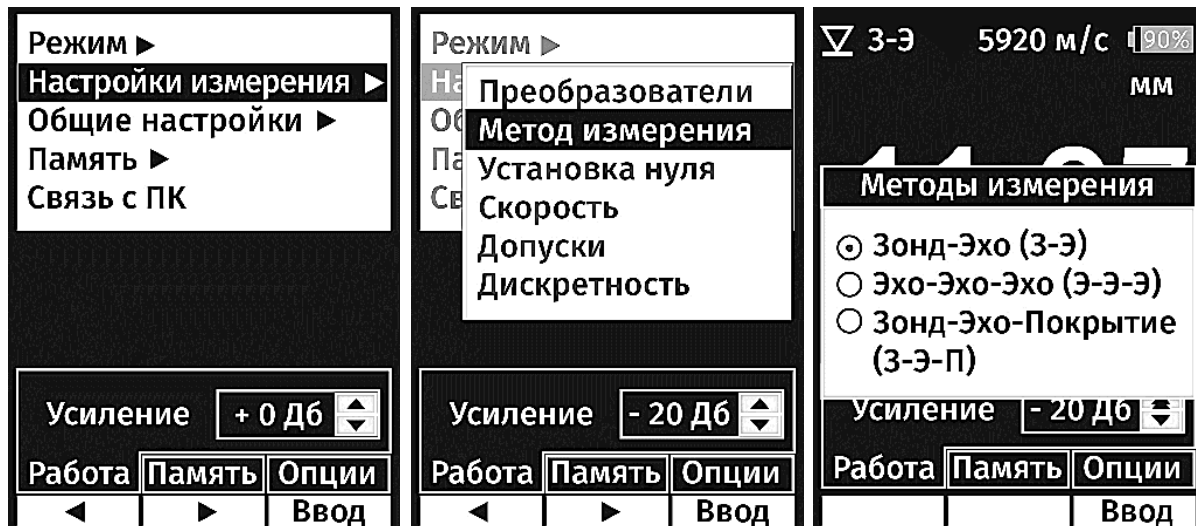 Режим ▶
Настройки измерения ▶
Общие настройки ▶
Память ▶
Связь с ПК
Усиление + 0 Дб
Работа Память Опции
◀ ▶ Ввод
Режим ▶
Преобразователи
Метод измерения
Установка нуля
Скорость
Допуски
Дискретность
Усиление - 20 Дб
Работа Память Опции
◀ ▶ Ввод
З-Э 5920 м/с 90%
мм
Методы измерения
Зонд-Эхо (З-Э)
Эхо-Эхо-Эхо (Э-Э-Э)
Зонд-Эхо-Покрытие
(З-Э-П)
Усиление - 20 Дб
Работа Память Опции
Ввод